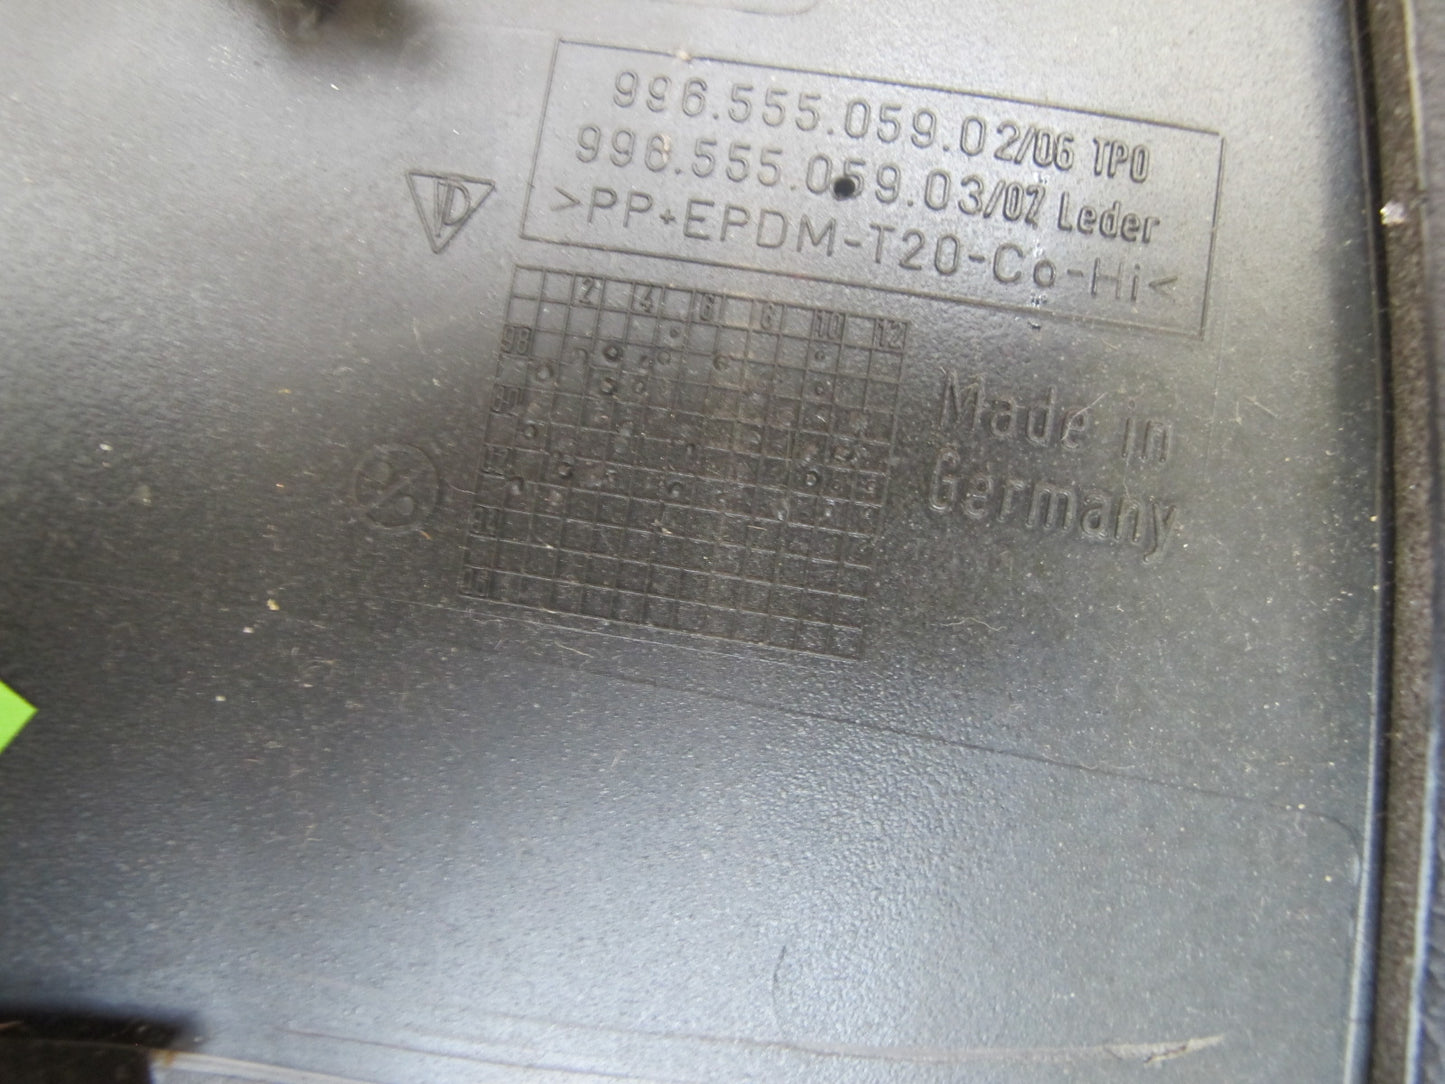 996.555.059.02/06 TPO
996.555.059.03/07 Leder
>PP+EPDM-T20-Co-Hi<
D
2 4 6 8 10 12
98
Made in
Germany